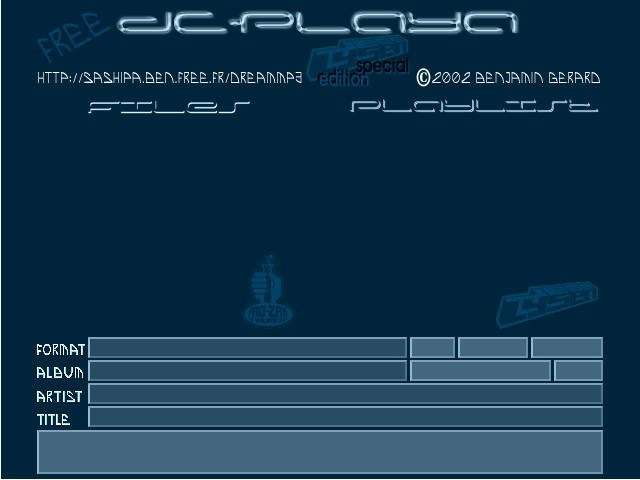 FREE
DC-PLAYA
special
edition
HTTP://SASHIPA.BEN.FREE.FR/DREAMMP3
©2002 BENJAMIN GERARD
FILES
PLAYLIST
FORMAT
ALBUM
ARTIST
TITLE